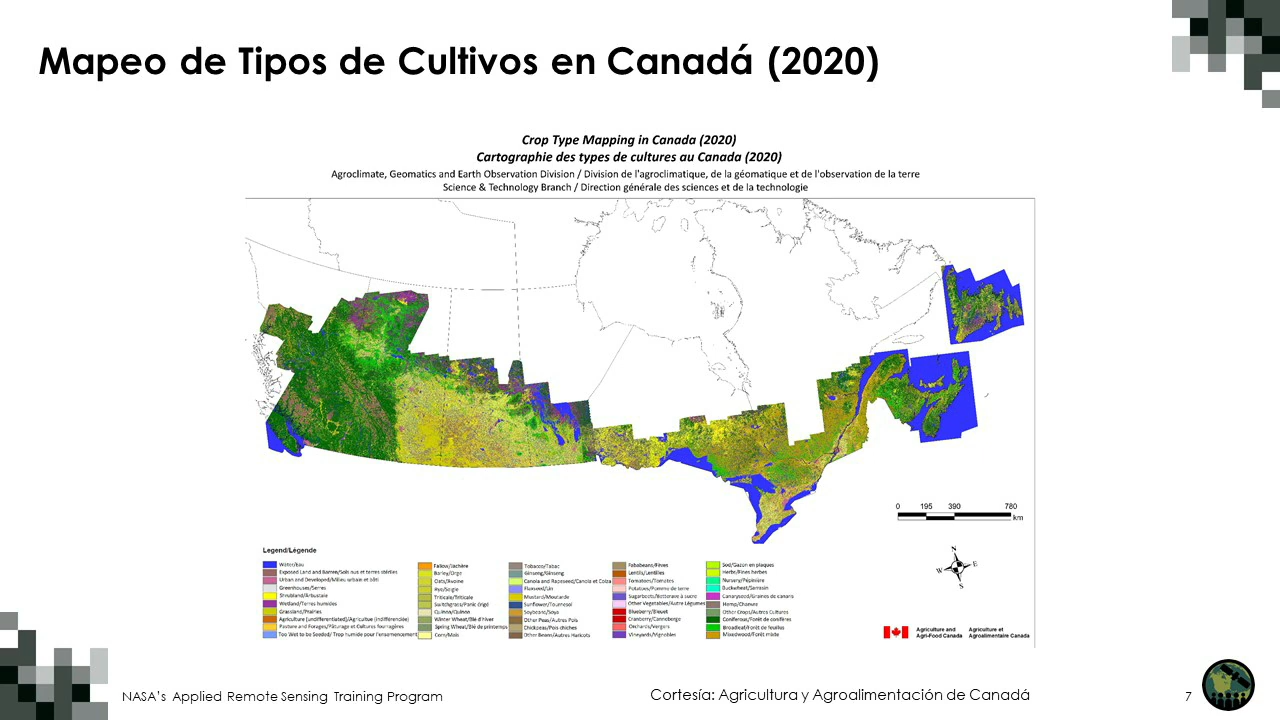 Mapeo de Tipos de Cultivos en Canadá (2020)
Crop Type Mapping in Canada (2020)
Cartographie des types de cultures au Canada (2020)
Agroclimate, Geomatics and Earth Observation Division / Division de l'agroclimatique, de la géomatique et de l'observation de la terre
Science & Technology Branch / Direction générale des sciences et de la technologie
0 195 390 780
km
N
W E
S
Legend/Légende
Water/Eau
Exposed Land and Barren/Sols nus et terres stériles
Urban and Developed/Milieu urbain et bâti
Greenhouses/Serres
Shrubland/Arbustaie
Wetland/Terres humides
Grassland/Prairies
Agriculture (undifferentiated)/Agriculture (indifférenciée)
Pasture and Forages/Pâturage et Cultures fourragères
Too Wet to be Seeded/ Trop humide pour l'ensemencement
Fallow/Jachère
Barley/Orge
Oats/Avoine
Rye/Seigle
Triticale/Triticale
Switchgrass/Panic érigé
Quinoa/Quinoa
Winter Wheat/Blé d'hiver
Spring Wheat/Blé de printemps
Corn/Maïs
Tobacco/Tabac
Ginseng/Ginseng
Canola and Rapeseed/Canola et Colza
Flaxseed/Lin
Mustard/Moutarde
Sunflower/Tournesol
Soybeans/Soya
Other Peas/Autres Pois
Chickpeas/Pois chiches
Other Beans/Autres Haricots
Fababeans/Fèves
Lentils/Lentilles
Tomatoes/Tomates
Potatoes/Pomme de terre
Sugarbeets/Betterave à sucre
Other Vegetables/Autre Légumes
Blueberry/Bleuet
Cranberry/Canneberge
Orchards/Vergers
Vineyards/Vignobles
Sod/Gazon en plaques
Herbs/Fines herbes
Nursery/Pépinière
Buckwheat/Sarrasin
Canaryseed/Graines de canaris
Hemp/Chanvre
Other Crops/Autres Cultures
Coniferous/Forêt de conifères
Broadleaf/Forêt de feuillus
Mixedwood/Forêt mixte
Agriculture and Agriculture et
Agri-Food Canada Agroalimentaire Canada
NASA's Applied Remote Sensing Training Program
Cortesía: Agricultura y Agroalimentación de Canadá
7